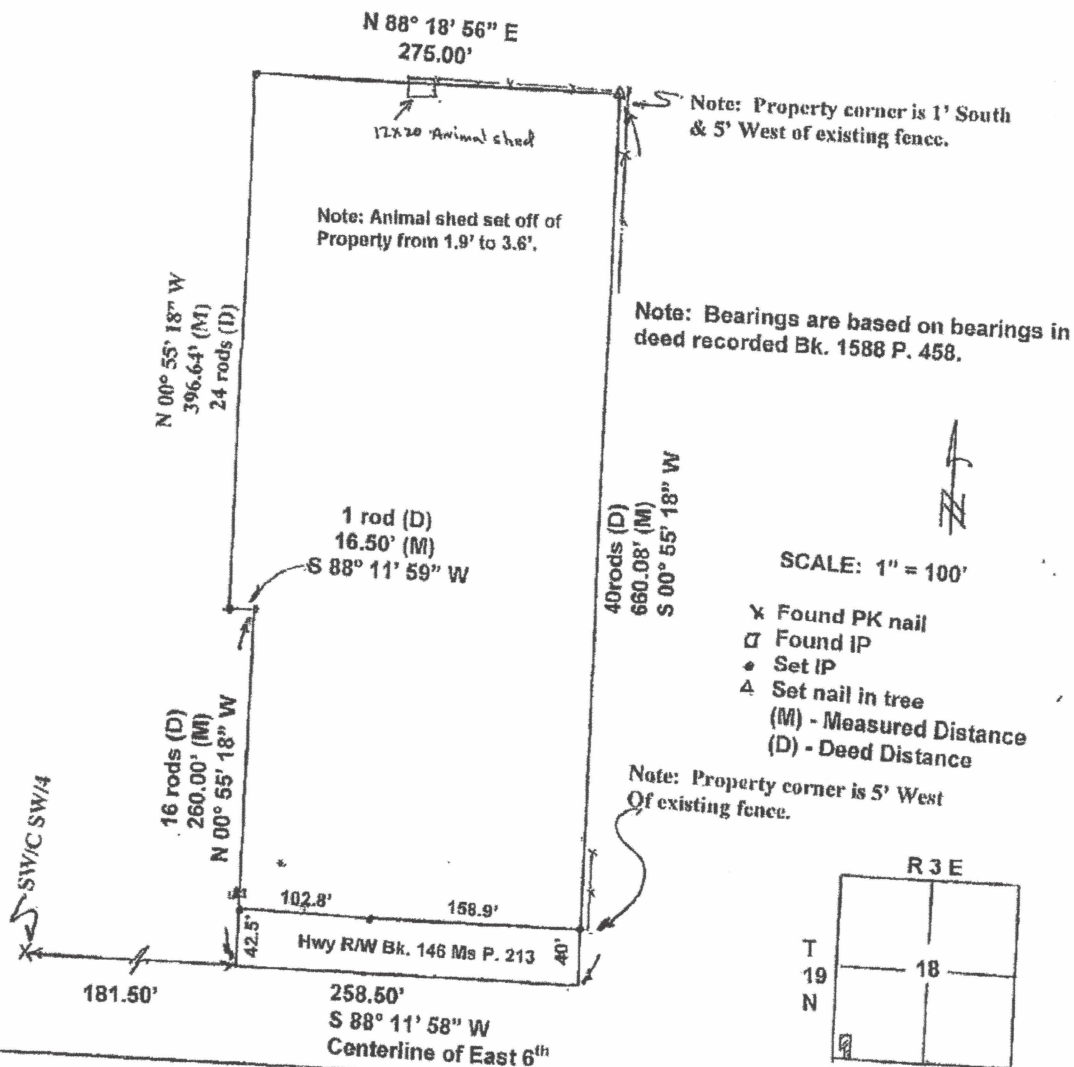 N 88° 18' 56” E
275.00'
12X20 Animal shed
Note: Property corner is 1' South
& 5' West of existing fence.
Note: Animal shed set off of
Property from 1.9' to 3.6'.
N 00° 55' 18” W
396.64' (M)
24 rods (D)
Note: Bearings are based on bearings in
deed recorded Bk. 1588 P. 458.
1 rod (D)
16.50' (M)
S 88° 11' 59” W
40rods (D)
660.08' (M)
S 00° 55' 18” W
N
SCALE: 1" = 100'
Found PK nail
Found IP
Set IP
Set nail in tree
(M) - Measured Distance
(D) - Deed Distance
16 rods (D)
260.00' (M)
N 00° 55' 18” W
Note: Property corner is 5' West
Of existing fence.
SW/C SW/4
102.8'
158.9'
42.5'
Hwy R/W Bk. 146 Ms P. 213
40'
181.50'
258.50'
S 88° 11' 58” W
Centerline of East 6th
R 3 E
T
19
N
18